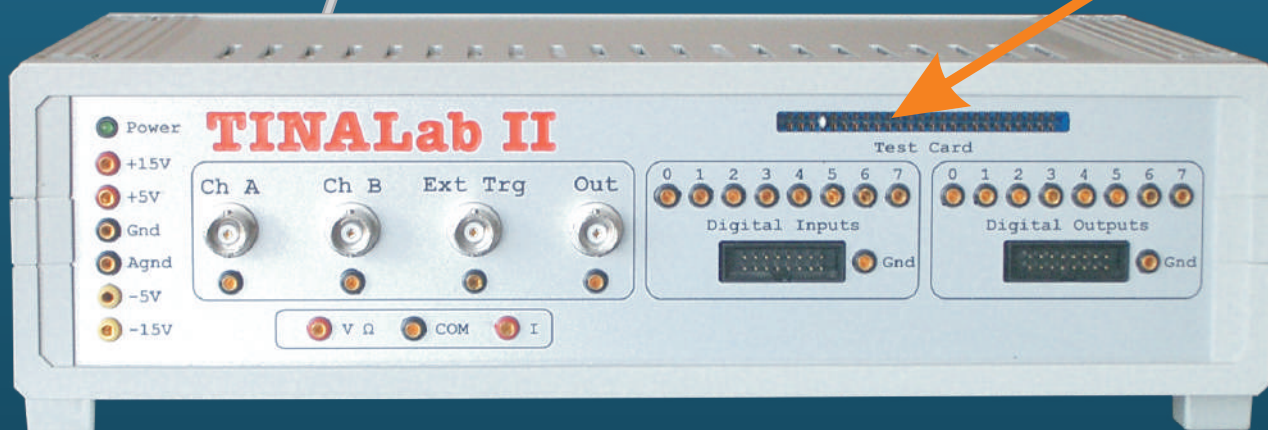 TINALab II
Power
+15V
+5V
Gnd
Agnd
-5V
-15V
Ch A
Ch B
Ext Trg
Out
V Ω
COM
I
Test Card
0 1 2 3 4 5 6 7
Digital Inputs
Gnd
0 1 2 3 4 5 6 7
Digital Outputs
Gnd